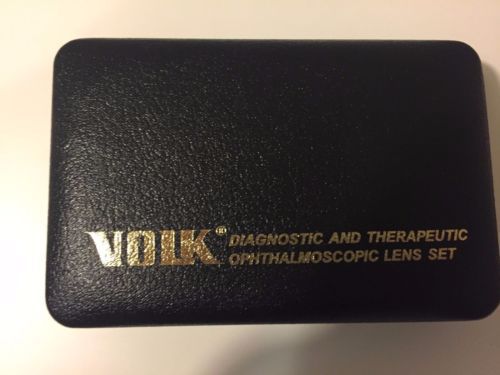 VOLK® DIAGNOSTIC AND THERAPEUTIC
OPHTHALMOSCOPIC LENS SET